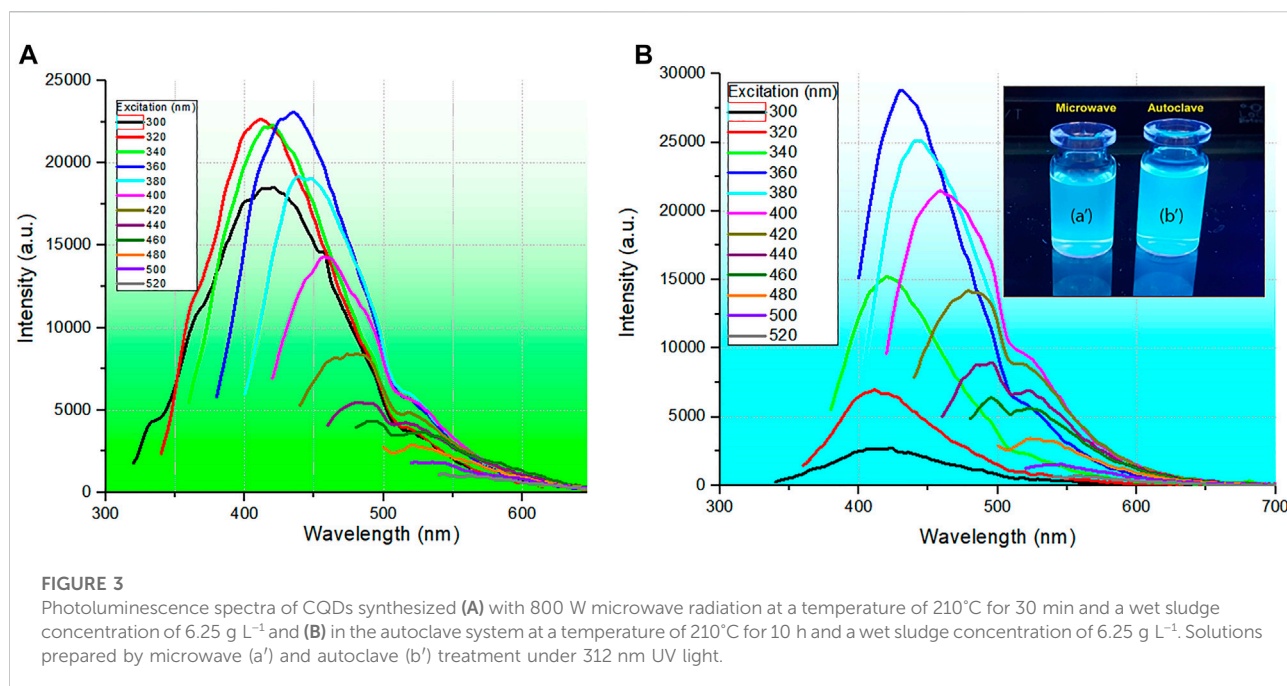 A
25000
20000
15000
10000
5000
0
Intensity (a.u.)
Excitation (nm)
300
320
340
360
380
400
420
440
460
480
500
520
300
400
500
600
Wavelength (nm)
B
30000
25000
20000
15000
10000
5000
0
Intensity (a.u.)
Excitation (nm)
300
320
340
360
380
400
420
440
460
480
500
520
Microwave
Autoclave
(a′)
(b′)
300
400
500
600
700
Wavelength (nm)
FIGURE 3
Photoluminescence spectra of CQDs synthesized (A) with 800 W microwave radiation at a temperature of 210°C for 30 min and a wet sludge
concentration of 6.25 g L⁻¹ and (B) in the autoclave system at a temperature of 210°C for 10 h and a wet sludge concentration of 6.25 g L⁻¹. Solutions
prepared by microwave (a′) and autoclave (b′) treatment under 312 nm UV light.